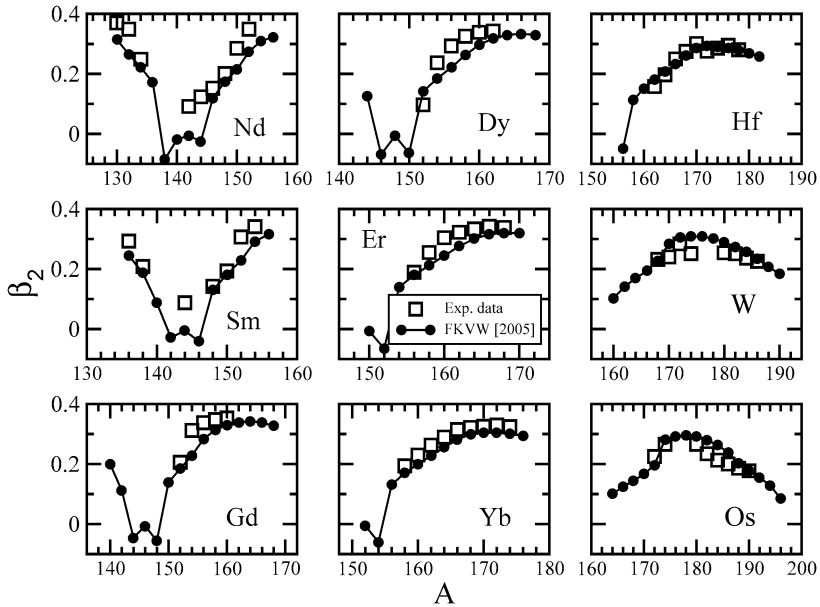 0.4
0.2
0
Nd
130 140 150 160
Dy
140 150 160 170
Hf
150 160 170 180 190
0.4
0.2
0
β2
Sm
130 140 150 160
Er
Exp. data
FKVW [2005]
150 160 170
W
160 170 180 190
0.4
0.2
0
Gd
140 150 160 170
Yb
150 160 170 180
Os
160 170 180 190 200
A